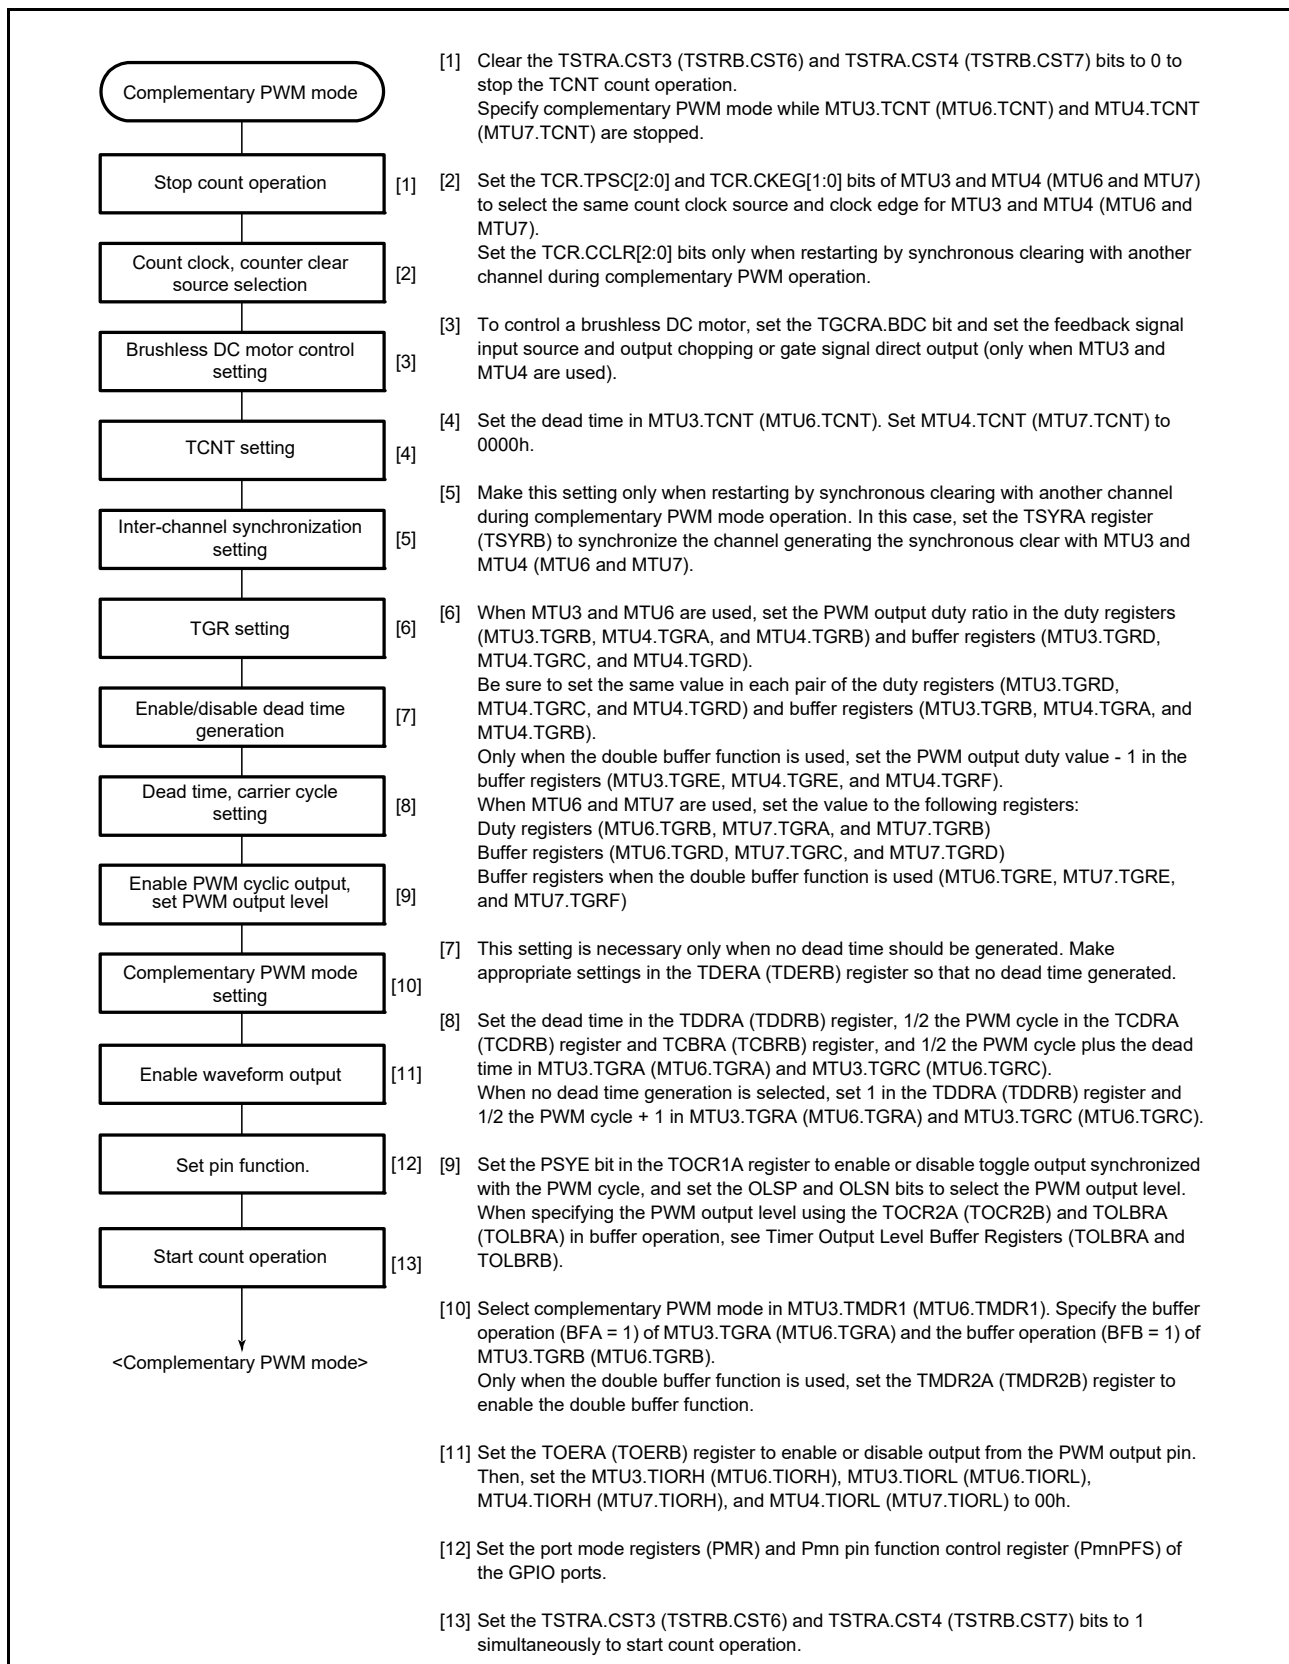 Complementary PWM mode
Stop count operation
[1]
Count clock, counter clear
source selection
[2]
Brushless DC motor control
setting
[3]
TCNT setting
[4]
Inter-channel synchronization
setting
[5]
TGR setting
[6]
Enable/disable dead time
generation
[7]
Dead time, carrier cycle
setting
[8]
Enable PWM cyclic output,
set PWM output level
[9]
Complementary PWM mode
setting
[10]
Enable waveform output
[11]
Set pin function.
[12]
Start count operation
[13]
<Complementary PWM mode>
[1] Clear the TSTRA.CST3 (TSTRB.CST6) and TSTRA.CST4 (TSTRB.CST7) bits to 0 to
stop the TCNT count operation.
Specify complementary PWM mode while MTU3.TCNT (MTU6.TCNT) and MTU4.TCNT
(MTU7.TCNT) are stopped.
[2] Set the TCR.TPSC[2:0] and TCR.CKEG[1:0] bits of MTU3 and MTU4 (MTU6 and MTU7)
to select the same count clock source and clock edge for MTU3 and MTU4 (MTU6 and
MTU7).
Set the TCR.CCLR[2:0] bits only when restarting by synchronous clearing with another
channel during complementary PWM operation.
[3] To control a brushless DC motor, set the TGCRA.BDC bit and set the feedback signal
input source and output chopping or gate signal direct output (only when MTU3 and
MTU4 are used).
[4] Set the dead time in MTU3.TCNT (MTU6.TCNT). Set MTU4.TCNT (MTU7.TCNT) to
0000h.
[5] Make this setting only when restarting by synchronous clearing with another channel
during complementary PWM mode operation. In this case, set the TSYRA register
(TSYRB) to synchronize the channel generating the synchronous clear with MTU3 and
MTU4 (MTU6 and MTU7).
[6] When MTU3 and MTU6 are used, set the PWM output duty ratio in the duty registers
(MTU3.TGRB, MTU4.TGRA, and MTU4.TGRB) and buffer registers (MTU3.TGRD,
MTU4.TGRC, and MTU4.TGRD).
Be sure to set the same value in each pair of the duty registers (MTU3.TGRD,
MTU4.TGRC, and MTU4.TGRD) and buffer registers (MTU3.TGRB, MTU4.TGRA, and
MTU4.TGRB).
Only when the double buffer function is used, set the PWM output duty value - 1 in the
buffer registers (MTU3.TGRE, MTU4.TGRE, and MTU4.TGRF).
When MTU6 and MTU7 are used, set the value to the following registers:
Duty registers (MTU6.TGRB, MTU7.TGRA, and MTU7.TGRB)
Buffer registers (MTU6.TGRD, MTU7.TGRC, and MTU7.TGRD)
Buffer registers when the double buffer function is used (MTU6.TGRE, MTU7.TGRE,
and MTU7.TGRF)
[7] This setting is necessary only when no dead time should be generated. Make
appropriate settings in the TDERA (TDERB) register so that no dead time generated.
[8] Set the dead time in the TDDRA (TDDRB) register, 1/2 the PWM cycle in the TCDRA
(TCDRB) register and TCBRA (TCBRB) register, and 1/2 the PWM cycle plus the dead
time in MTU3.TGRA (MTU6.TGRA) and MTU3.TGRC (MTU6.TGRC).
When no dead time generation is selected, set 1 in the TDDRA (TDDRB) register and
1/2 the PWM cycle + 1 in MTU3.TGRA (MTU6.TGRA) and MTU3.TGRC (MTU6.TGRC).
[9] Set the PSYE bit in the TOCR1A register to enable or disable toggle output synchronized
with the PWM cycle, and set the OLSP and OLSN bits to select the PWM output level.
When specifying the PWM output level using the TOCR2A (TOCR2B) and TOLBRA
(TOLBRA) in buffer operation, see Timer Output Level Buffer Registers (TOLBRA and
TOLBRB).
[10] Select complementary PWM mode in MTU3.TMDR1 (MTU6.TMDR1). Specify the buffer
operation (BFA = 1) of MTU3.TGRA (MTU6.TGRA) and the buffer operation (BFB = 1) of
MTU3.TGRB (MTU6.TGRB).
Only when the double buffer function is used, set the TMDR2A (TMDR2B) register to
enable the double buffer function.
[11] Set the TOERA (TOERB) register to enable or disable output from the PWM output pin.
Then, set the MTU3.TIORH (MTU6.TIORH), MTU3.TIORL (MTU6.TIORL),
MTU4.TIORH (MTU7.TIORH), and MTU4.TIORL (MTU7.TIORL) to 00h.
[12] Set the port mode registers (PMR) and Pmn pin function control register (PmnPFS) of
the GPIO ports.
[13] Set the TSTRA.CST3 (TSTRB.CST6) and TSTRA.CST4 (TSTRB.CST7) bits to 1
simultaneously to start count operation.